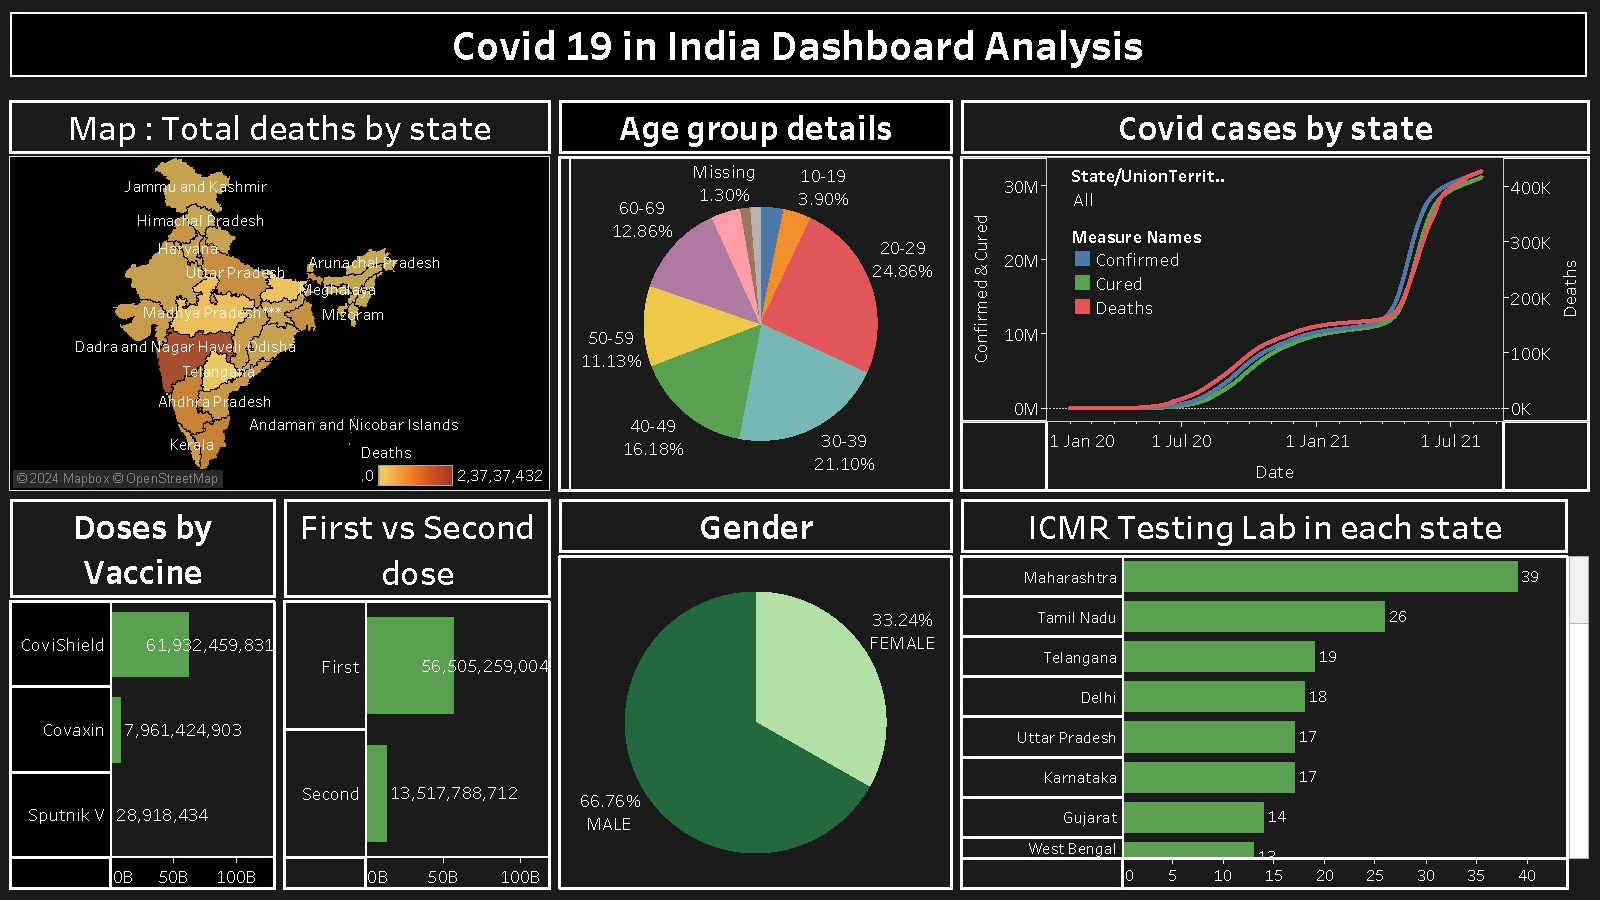 Covid 19 in India Dashboard Analysis
Map : Total deaths by state
Jammu and Kashmir
Himachal Pradesh
Haryana
Uttar Pradesh
Arunachal Pradesh
Meghalaya
Madhya Pradesh***
Mizoram
Dadra and Nagar Haveli
Odisha
Telangana
Andhra Pradesh
Andaman and Nicobar Islands
Kerala
Deaths
,0
2,37,37,432
© 2024 Mapbox © OpenStreetMap
Age group details
Missing
1.30%
10-19
3.90%
60-69
12.86%
20-29
24.86%
50-59
11.13%
40-49
16.18%
30-39
21.10%
Covid cases by state
State/UnionTerrit..
All
Measure Names
Confirmed
Cured
Deaths
Confirmed & Cured
30M
20M
10M
0M
400K
300K
200K
100K
0K
Deaths
1 Jan 20
1 Jul 20
1 Jan 21
1 Jul 21
Date
Doses by
Vaccine
CoviShield
61,932,459,831
Covaxin
7,961,424,903
Sputnik V
28,918,434
0B
50B
100B
First vs Second
dose
First
56,505,259,004
Second
13,517,788,712
0B
50B
100B
Gender
33.24%
FEMALE
66.76%
MALE
ICMR Testing Lab in each state
Maharashtra
39
Tamil Nadu
26
Telangana
19
Delhi
18
Uttar Pradesh
17
Karnataka
17
Gujarat
14
West Bengal
13
0
5
10
15
20
25
30
35
40